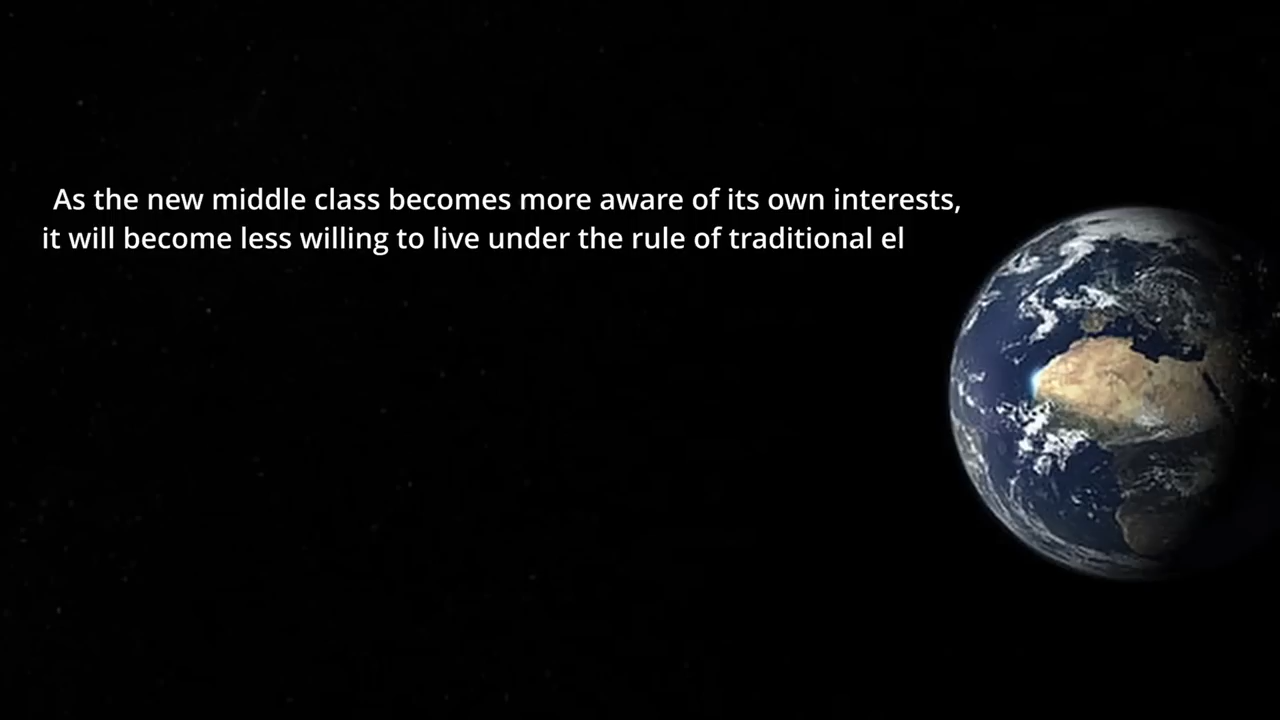 As the new middle class becomes more aware of its own interests,
it will become less willing to live under the rule of traditional el